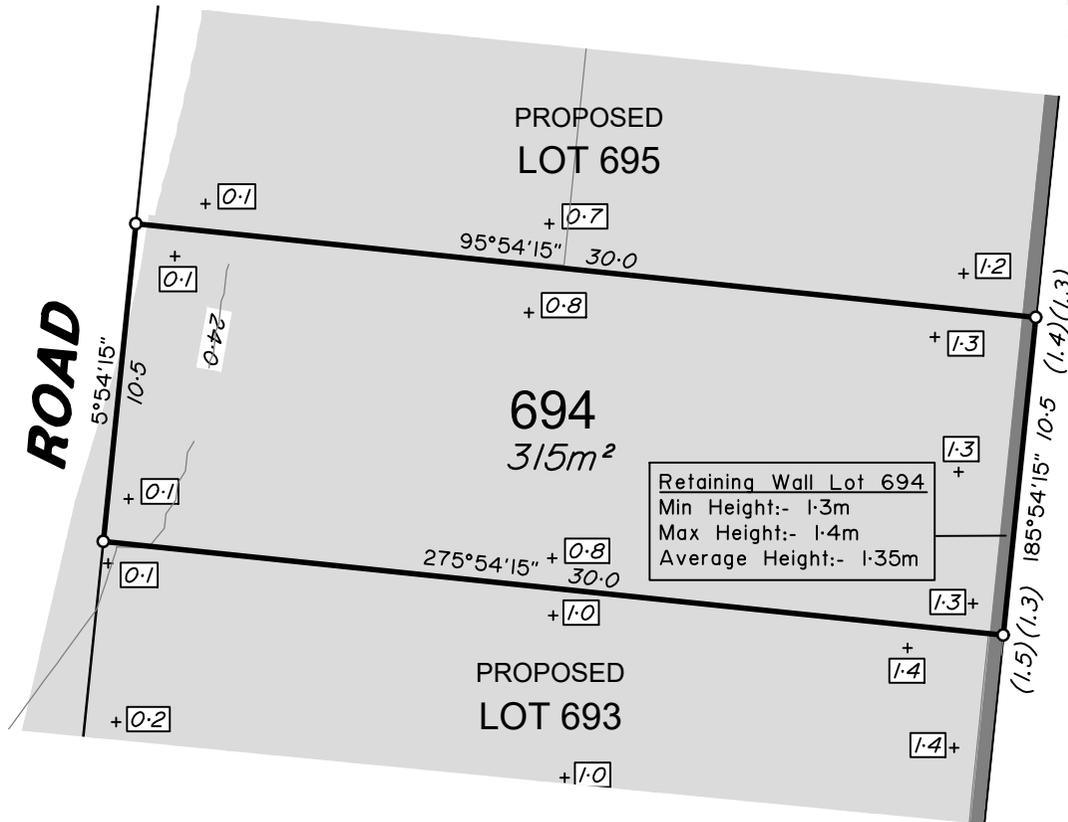 PROPOSED
LOT 695
0·1
0·7
95°54'15"
30·0
1·2
0·1
0·8
1·3
(1.4)(1.3)
24·0
ROAD
5°54'15"
10·5
694
315m²
1·3
185°54'15" 10·5
Retaining Wall Lot 694
Min Height:- 1·3m
Max Height:- 1·4m
Average Height:- 1·35m
0·1
0·8
275°54'15"
30·0
0·1
1·0
1·3
(1.5)(1.3)
1·4
PROPOSED
LOT 693
0·2
1·4
1·0